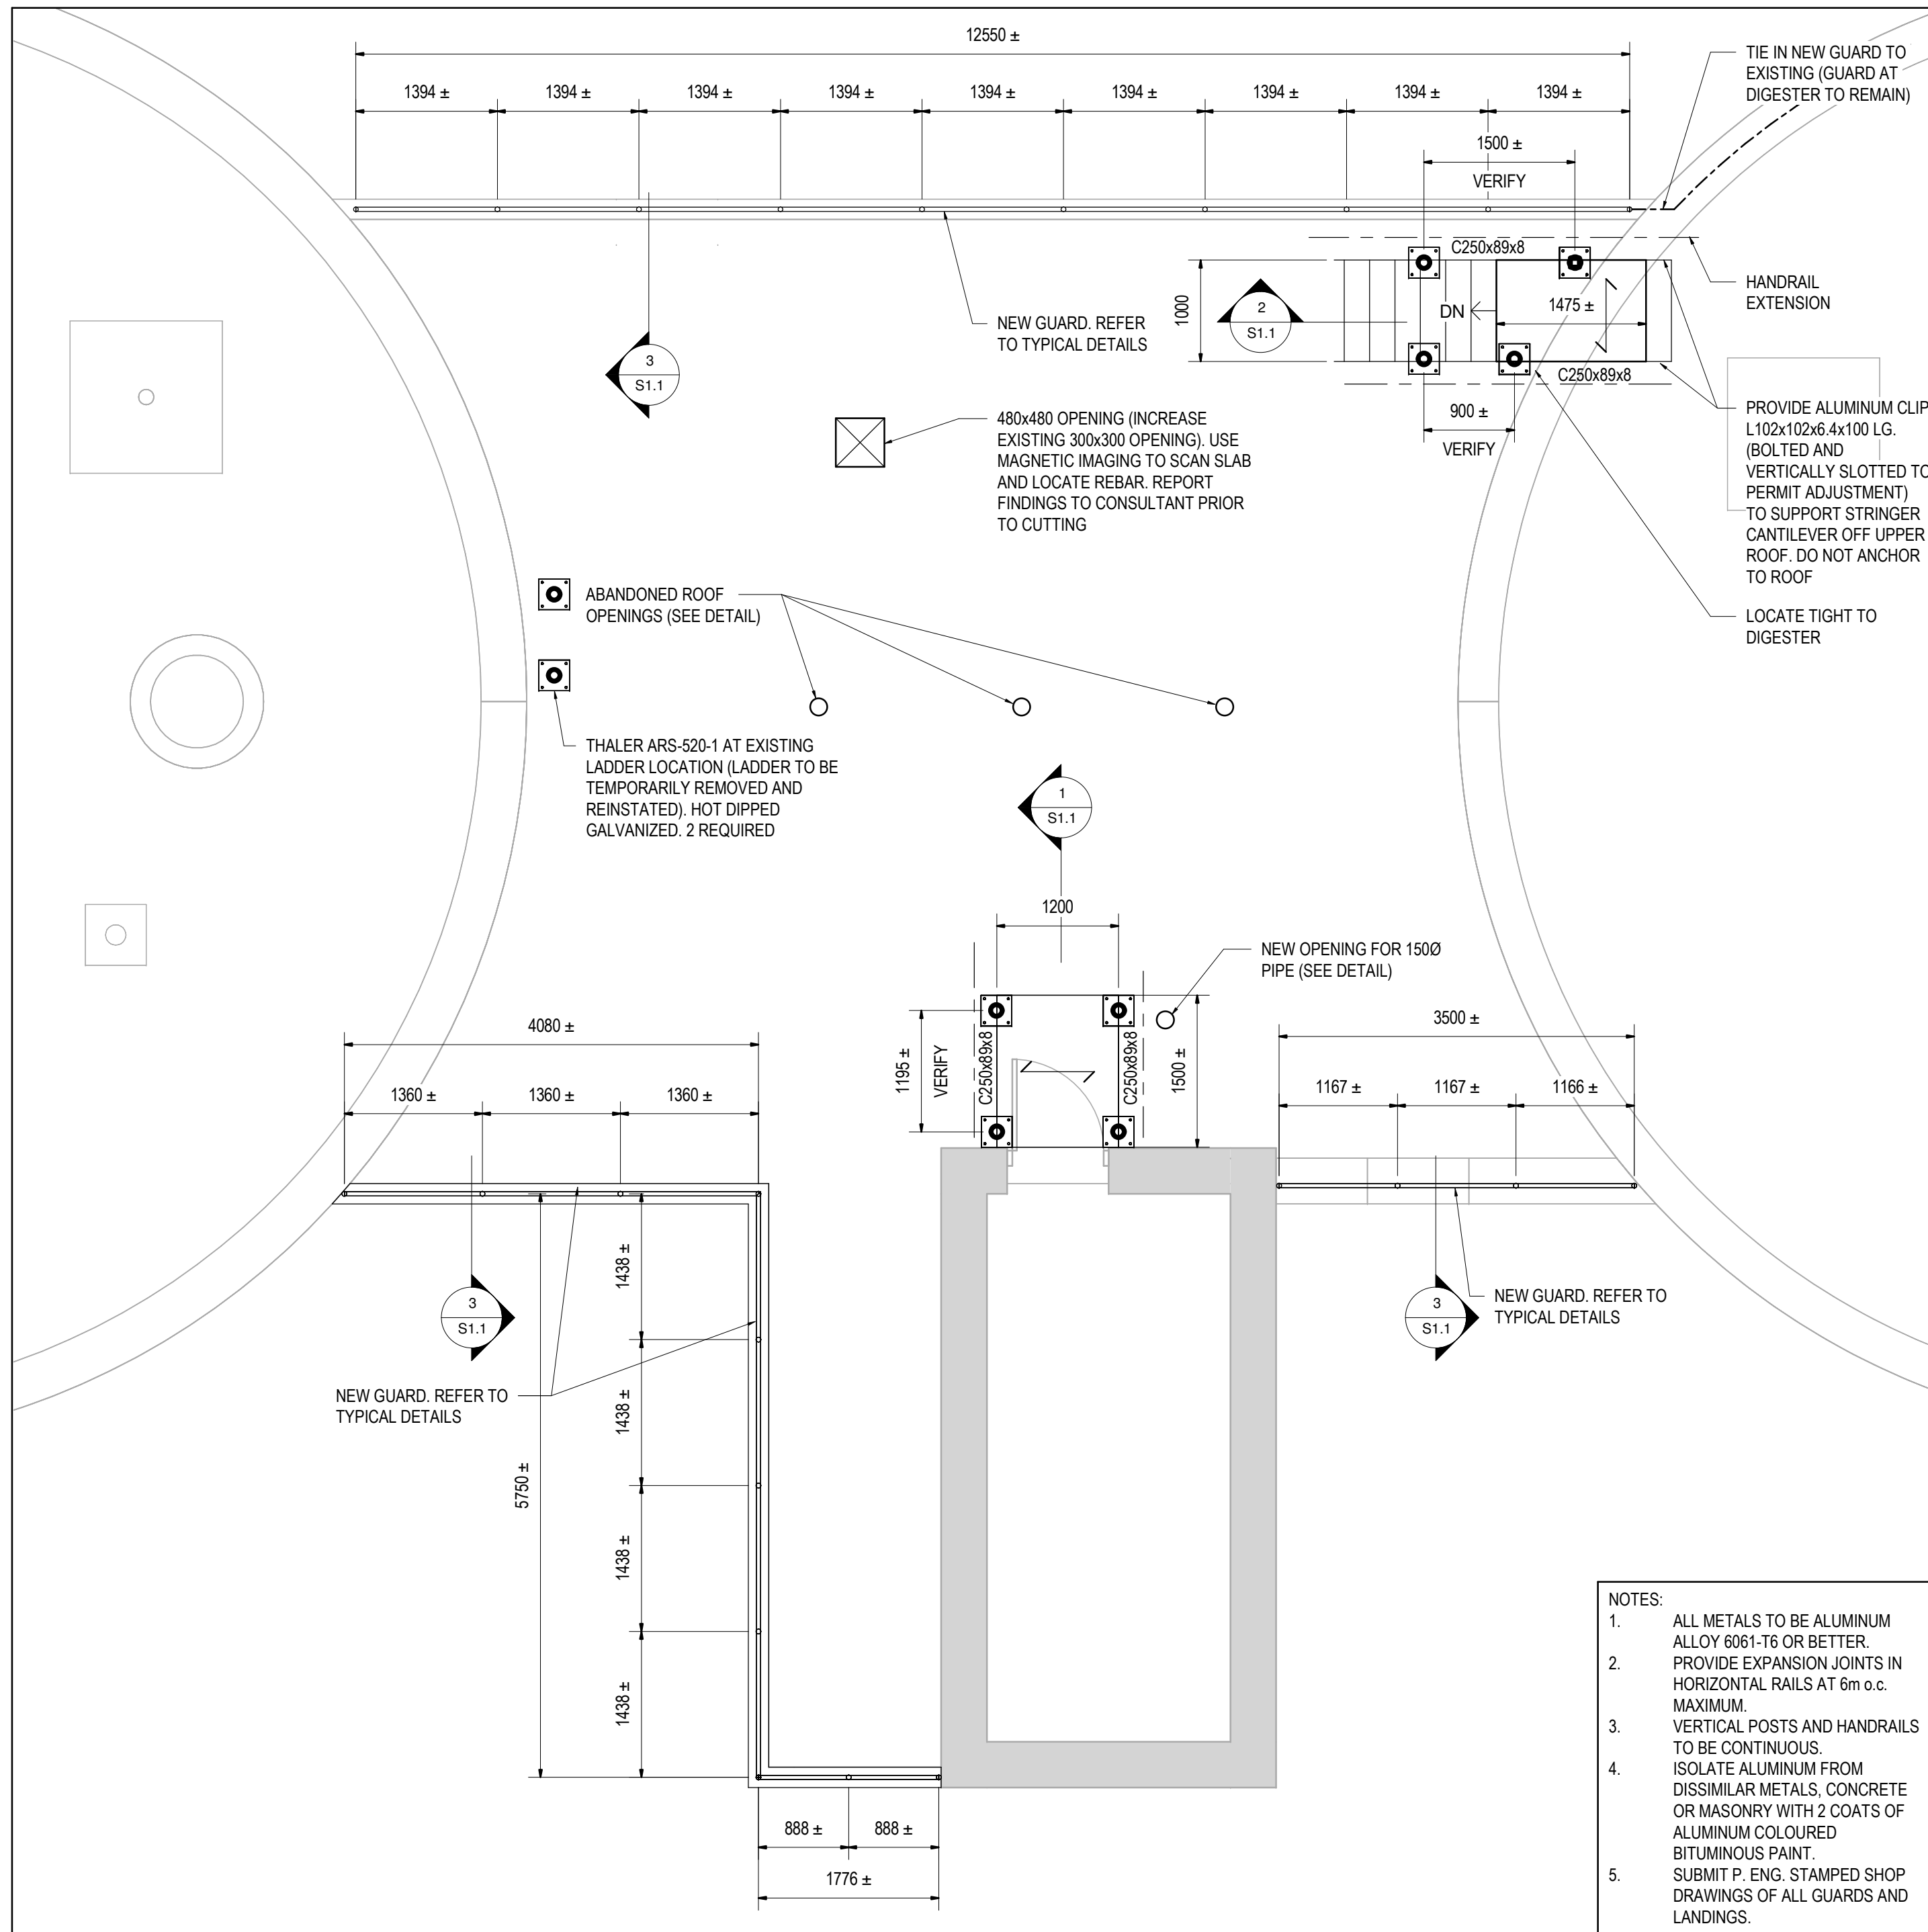 12550 ±
1394 ±
1394 ±
1394 ±
1394 ±
1394 ±
1394 ±
1394 ±
1394 ±
1394 ±
TIE IN NEW GUARD TO
EXISTING (GUARD AT
DIGESTER TO REMAIN)
1500 ±
VERIFY
C250x89x8
HANDRAIL
EXTENSION
1000
2
S1.1
DN
1475 ±
C250x89x8
900 ±
VERIFY
NEW GUARD. REFER
TO TYPICAL DETAILS
3
S1.1
480x480 OPENING (INCREASE
EXISTING 300x300 OPENING). USE
MAGNETIC IMAGING TO SCAN SLAB
AND LOCATE REBAR. REPORT
FINDINGS TO CONSULTANT PRIOR
TO CUTTING
PROVIDE ALUMINUM CLIP
L102x102x6.4x100 LG.
(BOLTED AND
VERTICALLY SLOTTED TO
PERMIT ADJUSTMENT)
TO SUPPORT STRINGER
CANTILEVER OFF UPPER
ROOF. DO NOT ANCHOR
TO ROOF
LOCATE TIGHT TO
DIGESTER
ABANDONED ROOF
OPENINGS (SEE DETAIL)
THALER ARS-520-1 AT EXISTING
LADDER LOCATION (LADDER TO BE
TEMPORARILY REMOVED AND
REINSTATED). HOT DIPPED
GALVANIZED. 2 REQUIRED
1
S1.1
1200
NEW OPENING FOR 150Ø
PIPE (SEE DETAIL)
1195 ±
VERIFY
C250x89x8
C250x89x8
1500 ±
4080 ±
1360 ±
1360 ±
1360 ±
3500 ±
1167 ±
1167 ±
1166 ±
3
S1.1
3
S1.1
NEW GUARD. REFER TO
TYPICAL DETAILS
NEW GUARD. REFER TO
TYPICAL DETAILS
5750 ±
1438 ±
1438 ±
1438 ±
1438 ±
888 ±
888 ±
1776 ±
NOTES:
1. ALL METALS TO BE ALUMINUM
ALLOY 6061-T6 OR BETTER.
2. PROVIDE EXPANSION JOINTS IN
HORIZONTAL RAILS AT 6m o.c.
MAXIMUM.
3. VERTICAL POSTS AND HANDRAILS
TO BE CONTINUOUS.
4. ISOLATE ALUMINUM FROM
DISSIMILAR METALS, CONCRETE
OR MASONRY WITH 2 COATS OF
ALUMINUM COLOURED
BITUMINOUS PAINT.
5. SUBMIT P. ENG. STAMPED SHOP
DRAWINGS OF ALL GUARDS AND
LANDINGS.